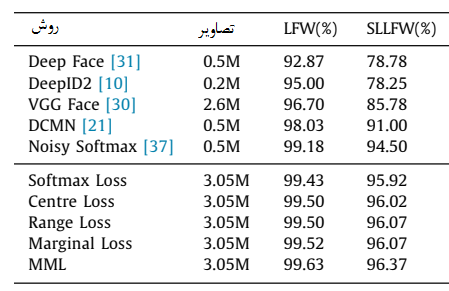 روش تصاویر LFW(%) SLLFW(%)
Deep Face [31] 0.5M 92.87 78.78
DeepID2 [10] 0.2M 95.00 78.25
VGG Face [30] 2.6M 96.70 85.78
DCMN [21] 0.5M 98.03 91.00
Noisy Softmax [37] 0.5M 99.18 94.50
Softmax Loss 3.05M 99.43 95.92
Centre Loss 3.05M 99.50 96.02
Range Loss 3.05M 99.50 96.07
Marginal Loss 3.05M 99.52 96.07
MML 3.05M 99.63 96.37